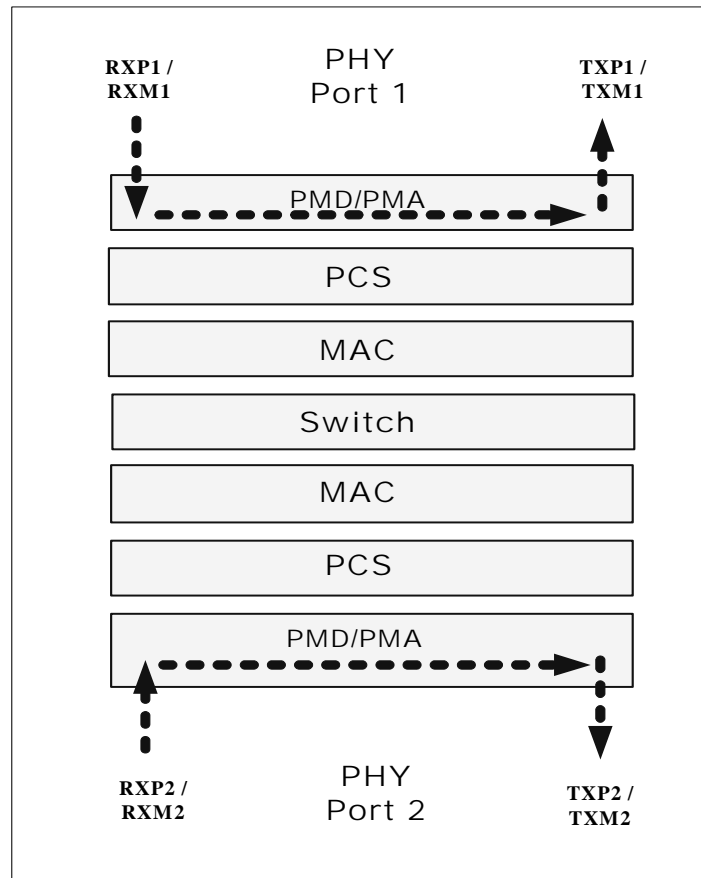 PHY
Port 1
RXP1 /
RXM1
TXP1 /
TXM1
PMD/PMA
PCS
MAC
Switch
MAC
PCS
PMD/PMA
RXP2 /
RXM2
PHY
Port 2
TXP2 /
TXM2